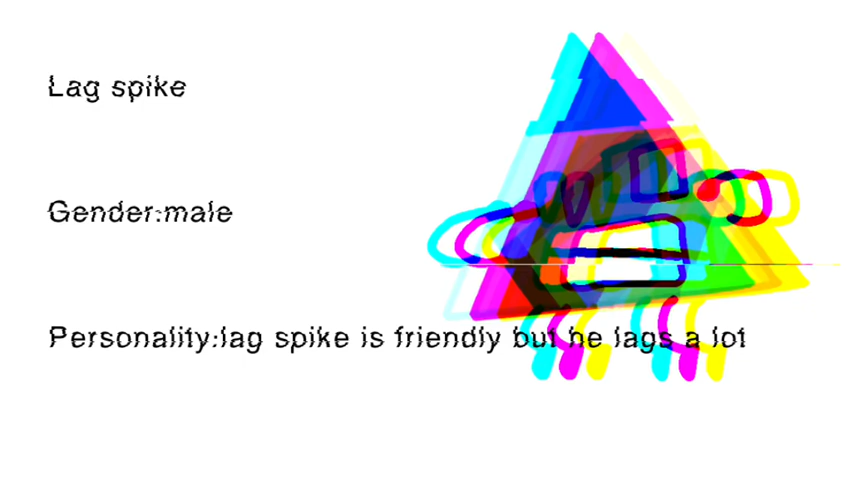 Lag spike
Gender:male
Personality:lag spike is friendly but he lags a lot